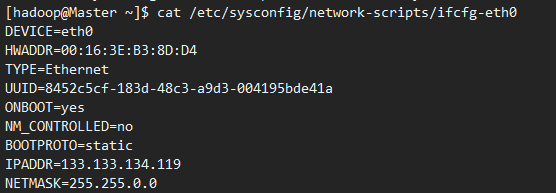 [hadoop@Master ~]$ cat /etc/sysconfig/network-scripts/ifcfg-eth0
DEVICE=eth0
HWADDR=00:16:3E:B3:8D:D4
TYPE=Ethernet
UUID=8452c5cf-183d-48c3-a9d3-004195bde41a
ONBOOT=yes
NM_CONTROLLED=no
BOOTPROTO=static
IPADDR=133.133.134.119
NETMASK=255.255.0.0